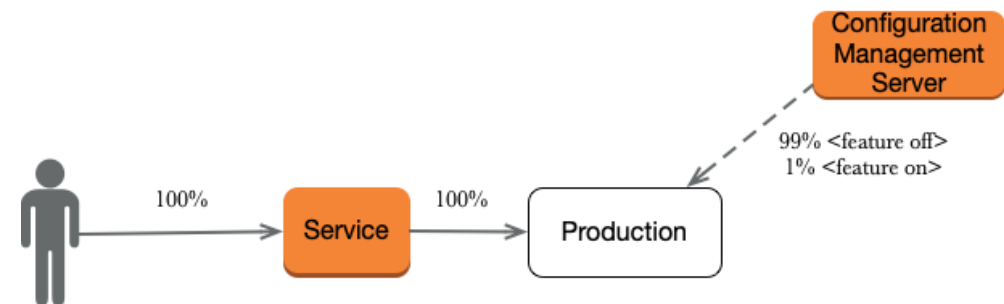 Configuration
Management
Server
99% <feature off>
1% <feature on>
100%
Service
100%
Production